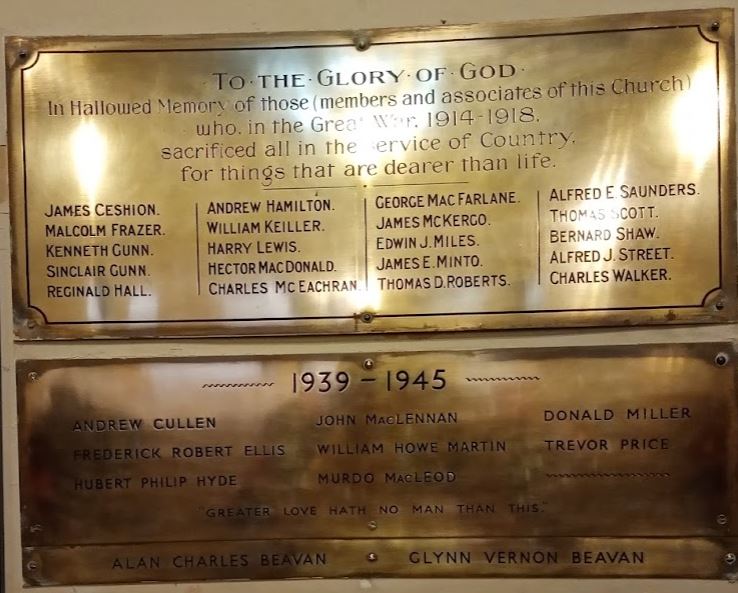 TO · THE · GLORY · OF · GOD
In Hallowed Memory of those (members and associates of this Church)
who, in the Great War, 1914-1918,
sacrificed all in the service of Country,
for things that are dearer than life.
JAMES CESHION.
MALCOLM FRAZER.
KENNETH GUNN.
SINCLAIR GUNN.
REGINALD HALL.
ANDREW HAMILTON.
WILLIAM KEILLER.
HARRY LEWIS.
HECTOR MACDONALD.
CHARLES MCEACHRAN.
GEORGE MACFARLANE.
JAMES MCKERGO.
EDWIN J. MILES.
JAMES E. MINTO.
THOMAS D. ROBERTS.
ALFRED E. SAUNDERS.
THOMAS SCOTT.
BERNARD SHAW.
ALFRED J. STREET.
CHARLES WALKER.
1939 – 1945
ANDREW CULLEN
FREDERICK ROBERT ELLIS
HUBERT PHILIP HYDE
JOHN MACLENNAN
WILLIAM HOWE MARTIN
MURDO MACLEOD
DONALD MILLER
TREVOR PRICE
"GREATER LOVE HATH NO MAN THAN THIS."
ALAN CHARLES BEAVAN GLYNN VERNON BEAVAN